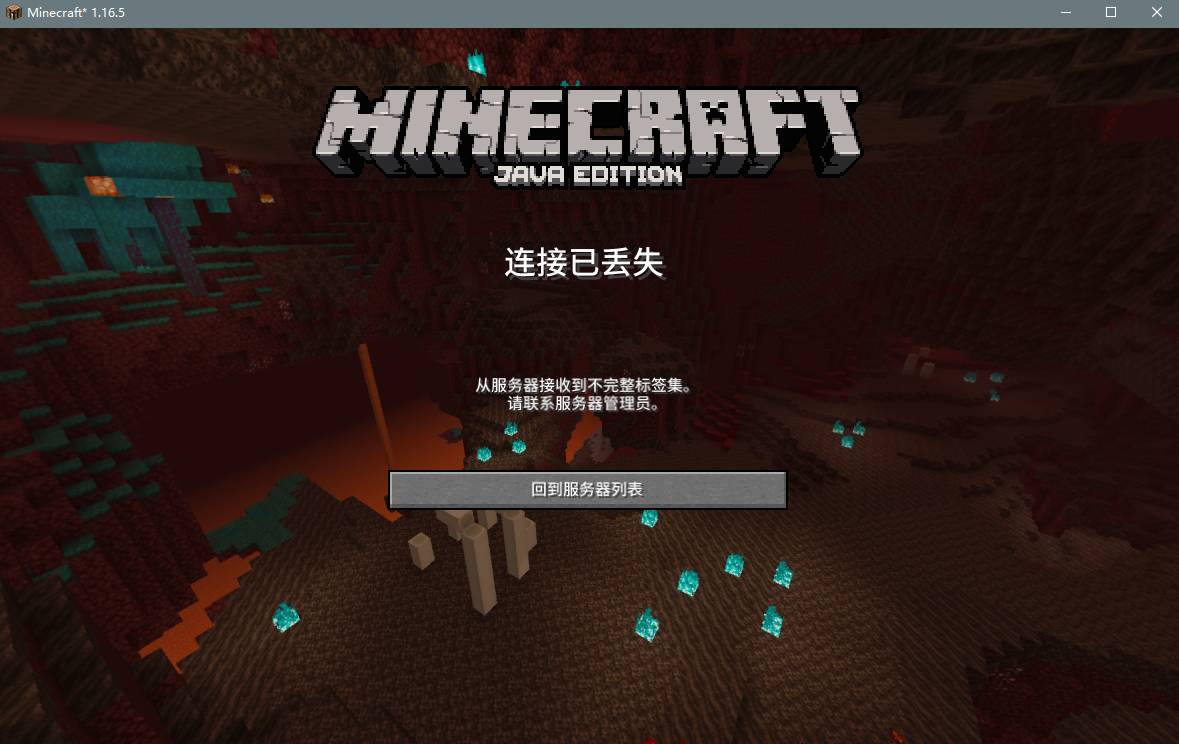 Minecraft* 1.16.5
MINECRAFT
JAVA EDITION
连接已丢失
从服务器接收到不完整标签集。
请联系服务器管理员。
回到服务器列表